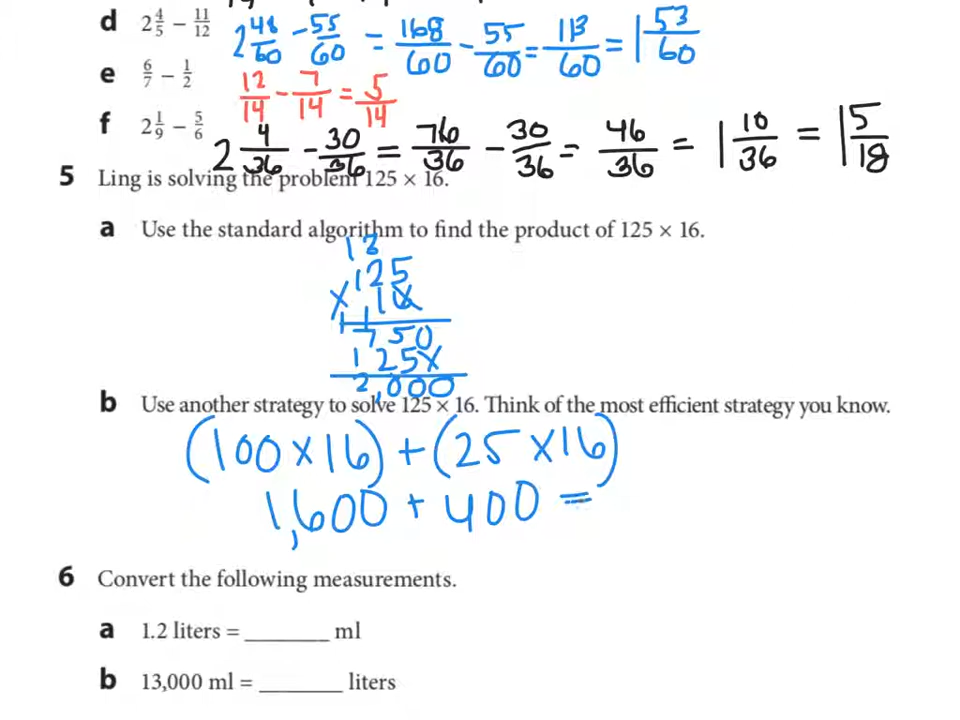 d 2 4/5 − 11/12 2 48/60 − 55/60 = 168/60 − 55/60 = 113/60 = 1 53/60
e 6/7 − 1/2 12/14 − 7/14 = 5/14
f 2 1/9 − 5/6 2 4/36 − 30/36 = 76/36 − 30/36 = 46/36 = 1 10/36 = 1 5/18
5 Ling is solving the problem 125 × 16.
a Use the standard algorithm to find the product of 125 × 16.
13
125
× 16
11
750
125x
2,000
b Use another strategy to solve 125 × 16. Think of the most efficient strategy you know.
(100 × 16) + (25 × 16)
1,600 + 400 =
6 Convert the following measurements.
a 1.2 liters = ________ ml
b 13,000 ml = ________ liters